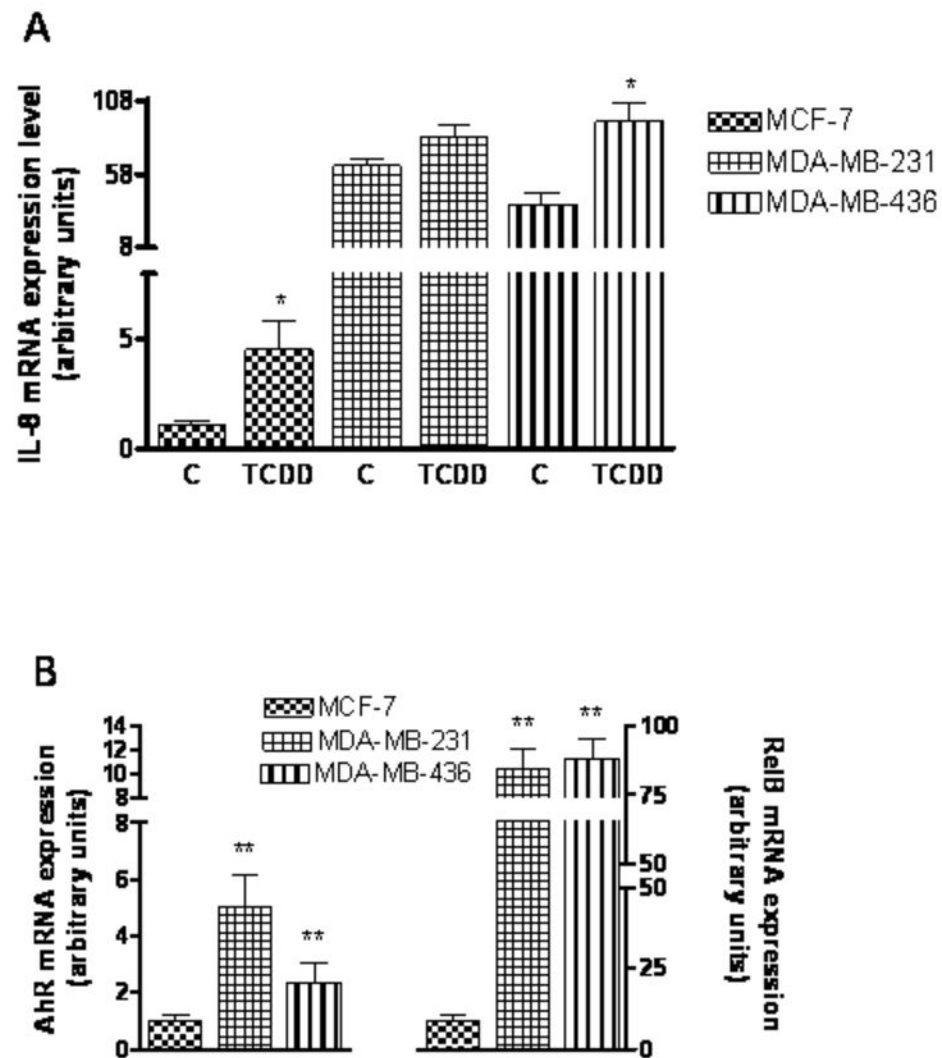 A
IL-8 mRNA expression level
(arbitrary units)
108
58
8
5
0
*
*
MCF-7
MDA-MB-231
MDA-MB-436
C TCDD C TCDD C TCDD
B
AhR mRNA expression
(arbitrary units)
14
12
10
8
8
6
4
2
0
MCF-7
MDA-MB-231
MDA-MB-436
**
**
**
**
100
75
50
50
25
0
RelB mRNA expression
(arbitrary units)